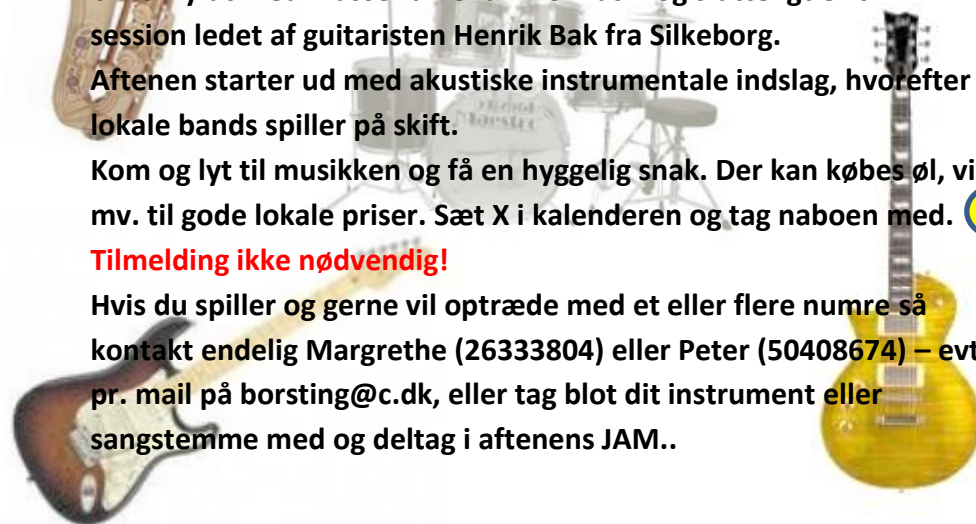 session ledet af guitaristen Henrik Bak fra Silkeborg.
Aftenen starter ud med akustiske instrumentale indslag, hvorefter
lokale bands spiller på skift.
Kom og lyt til musikken og få en hyggelig snak. Der kan købes øl, vi
mv. til gode lokale priser. Sæt X i kalenderen og tag naboen med.
Tilmelding ikke nødvendig!
Hvis du spiller og gerne vil optræde med et eller flere numre så
kontakt endelig Margrethe (26333804) eller Peter (50408674) – evt
pr. mail på borsting@c.dk, eller tag blot dit instrument eller
sangstemme med og deltag i aftenens JAM..